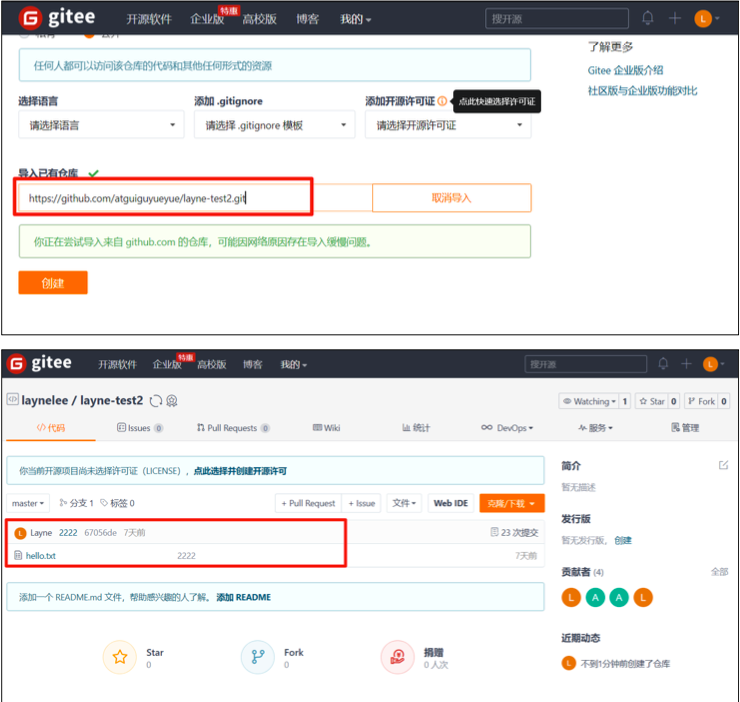 gitee 开源软件 企业版 特惠 高校版 博客 我的 搜开源 L
了解更多
任何人都可以访问该仓库的代码和其他任何形式的资源
Gitee 企业版介绍
社区版与企业版功能对比
选择语言 添加 .gitignore 添加开源许可证 点此快速选择许可证
请选择语言 请选择 .gitignore 模板 请选择开源许可证
导入已有仓库
https://github.com/atguiguyueyue/layne-test2.git 取消导入
你正在尝试导入来自 github.com 的仓库，可能因网络原因存在导入缓慢问题。
创建
gitee 开源软件 企业版 特惠 高校版 博客 我的 搜开源 L
laynelee / layne-test2 Watching 1 Star 0 Fork 0
代码 Issues 0 Pull Requests 0 Wiki 统计 DevOps 服务 管理
你当前开源项目尚未选择许可证（LICENSE），点此选择并创建开源许可
简介
暂无描述
master 分支 1 标签 0 + Pull Request + Issue 文件 Web IDE 克隆/下载
发行版
L Layne 2222 67056de 7天前 23 次提交
暂无发行版，创建
hello.txt 2222 7天前
贡献者 (4) 全部
添加一个 README.md 文件，帮助感兴趣的人了解。 添加 README
L A A L
近期动态
Star
0
Fork
0
捐赠
0 人次
L 不到1分钟前创建了仓库